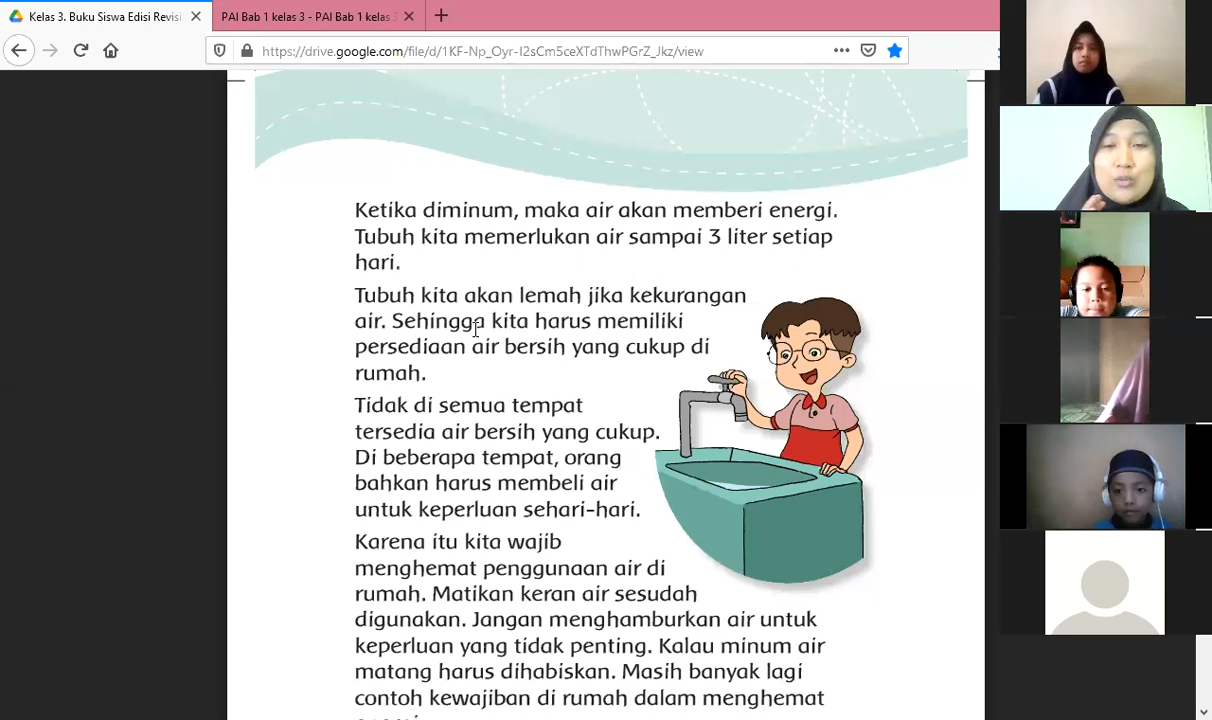 Kelas 3. Buku Siswa Edisi Revisi
PAI Bab 1 kelas 3 - PAI Bab 1 kelas 3
https://drive.google.com/file/d/1KF-Np_Oyr-I2sCm5ceXTdThwPGrZ_Jkz/view
Ketika diminum, maka air akan memberi energi.
Tubuh kita memerlukan air sampai 3 liter setiap
hari.
Tubuh kita akan lemah jika kekurangan
air. Sehingga kita harus memiliki
persediaan air bersih yang cukup di
rumah.
Tidak di semua tempat
tersedia air bersih yang cukup.
Di beberapa tempat, orang
bahkan harus membeli air
untuk keperluan sehari-hari.
Karena itu kita wajib
menghemat penggunaan air di
rumah. Matikan keran air sesudah
digunakan. Jangan menghamburkan air untuk
keperluan yang tidak penting. Kalau minum air
matang harus dihabiskan. Masih banyak lagi
contoh kewajiban di rumah dalam menghemat